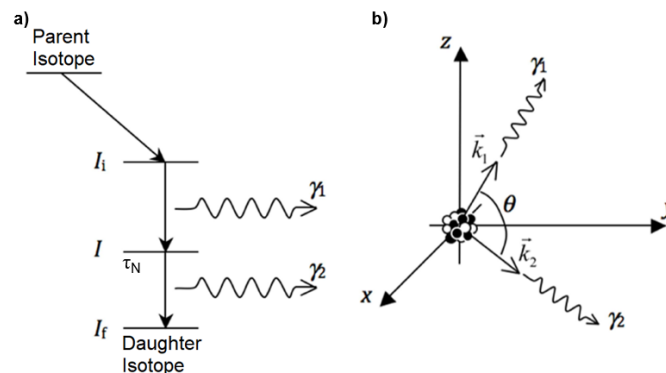 a)
Parent
Isotope
I_i
γ₁
I
τ_N
γ₂
I_f
Daughter
Isotope
b)
z
γ₁
k⃗₁
θ
y
k⃗₂
x
γ₂